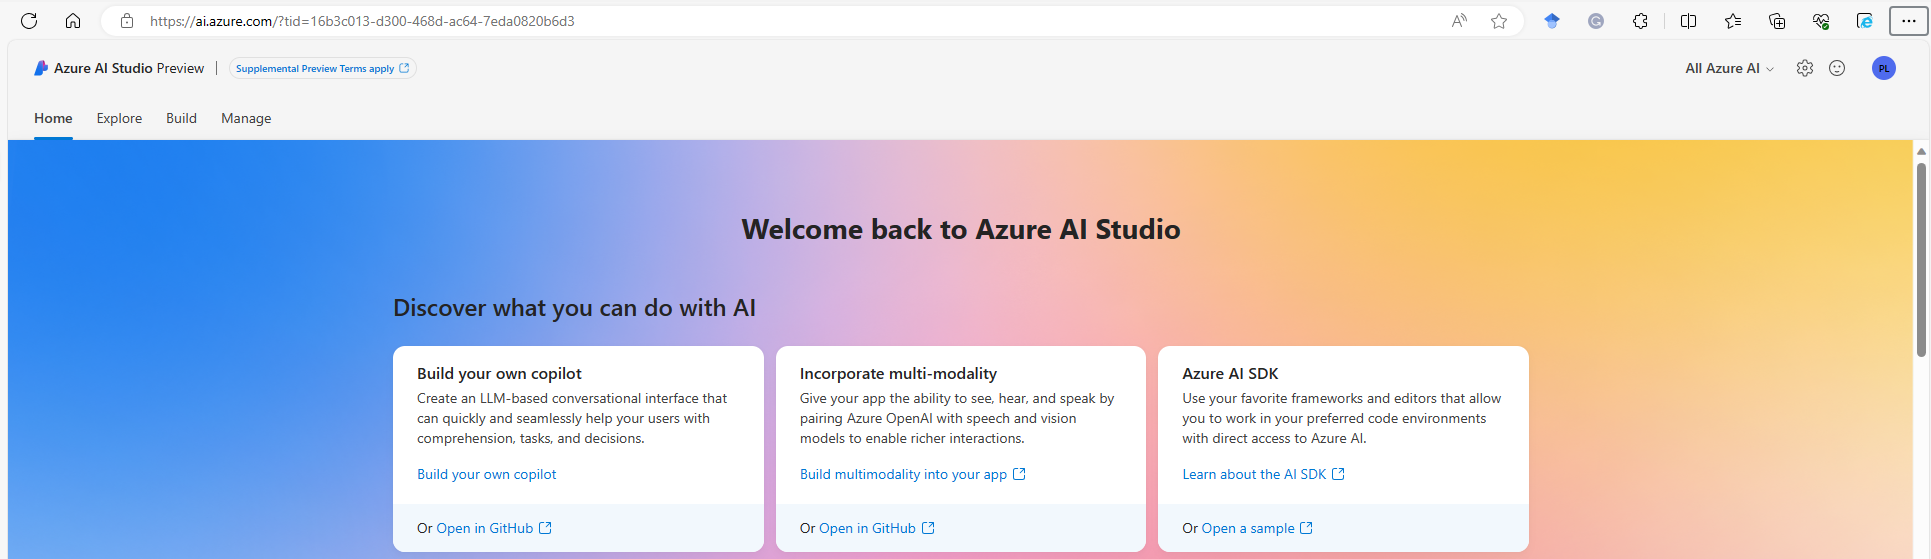 https://ai.azure.com/?tid=16b3c013-d300-468d-ac64-7eda0820b6d3
Azure AI Studio Preview | Supplemental Preview Terms apply
All Azure AI
PL
Home Explore Build Manage
Welcome back to Azure AI Studio
Discover what you can do with AI
Build your own copilot
Create an LLM-based conversational interface that
can quickly and seamlessly help your users with
comprehension, tasks, and decisions.
Build your own copilot
Or Open in GitHub
Incorporate multi-modality
Give your app the ability to see, hear, and speak by
pairing Azure OpenAI with speech and vision
models to enable richer interactions.
Build multimodality into your app
Or Open in GitHub
Azure AI SDK
Use your favorite frameworks and editors that allow
you to work in your preferred code environments
with direct access to Azure AI.
Learn about the AI SDK
Or Open a sample